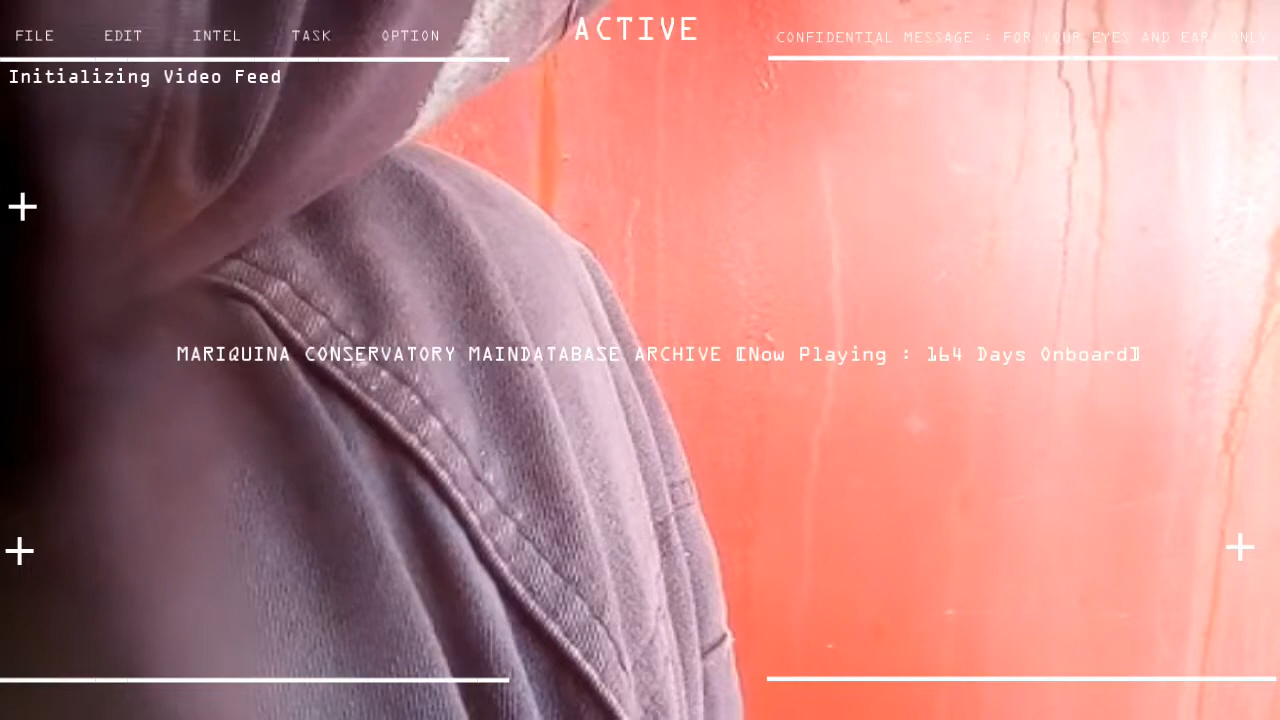 FILE EDIT INTEL TASK OPTION
ACTIVE
CONFIDENTIAL MESSAGE : FOR YOUR EYES AND EARS ONLY
Initializing Video Feed
MARIQUINA CONSERVATORY MAINDATABASE ARCHIVE [Now Playing : 164 Days Onboard]